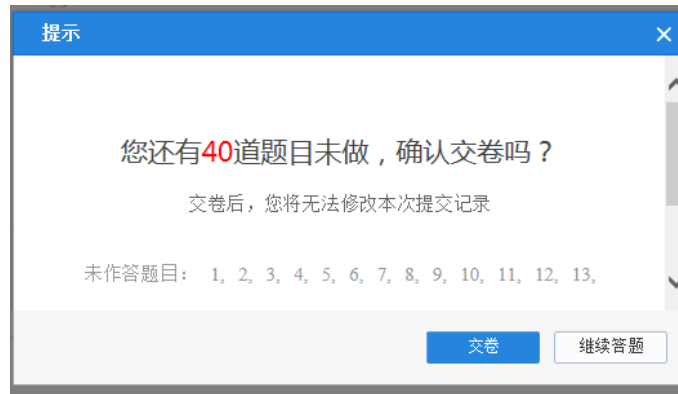 提示
您还有40道题目未做，确认交卷吗？
交卷后，您将无法修改本次提交记录
未作答题目： 1, 2, 3, 4, 5, 6, 7, 8, 9, 10, 11, 12, 13,
交卷 继续答题